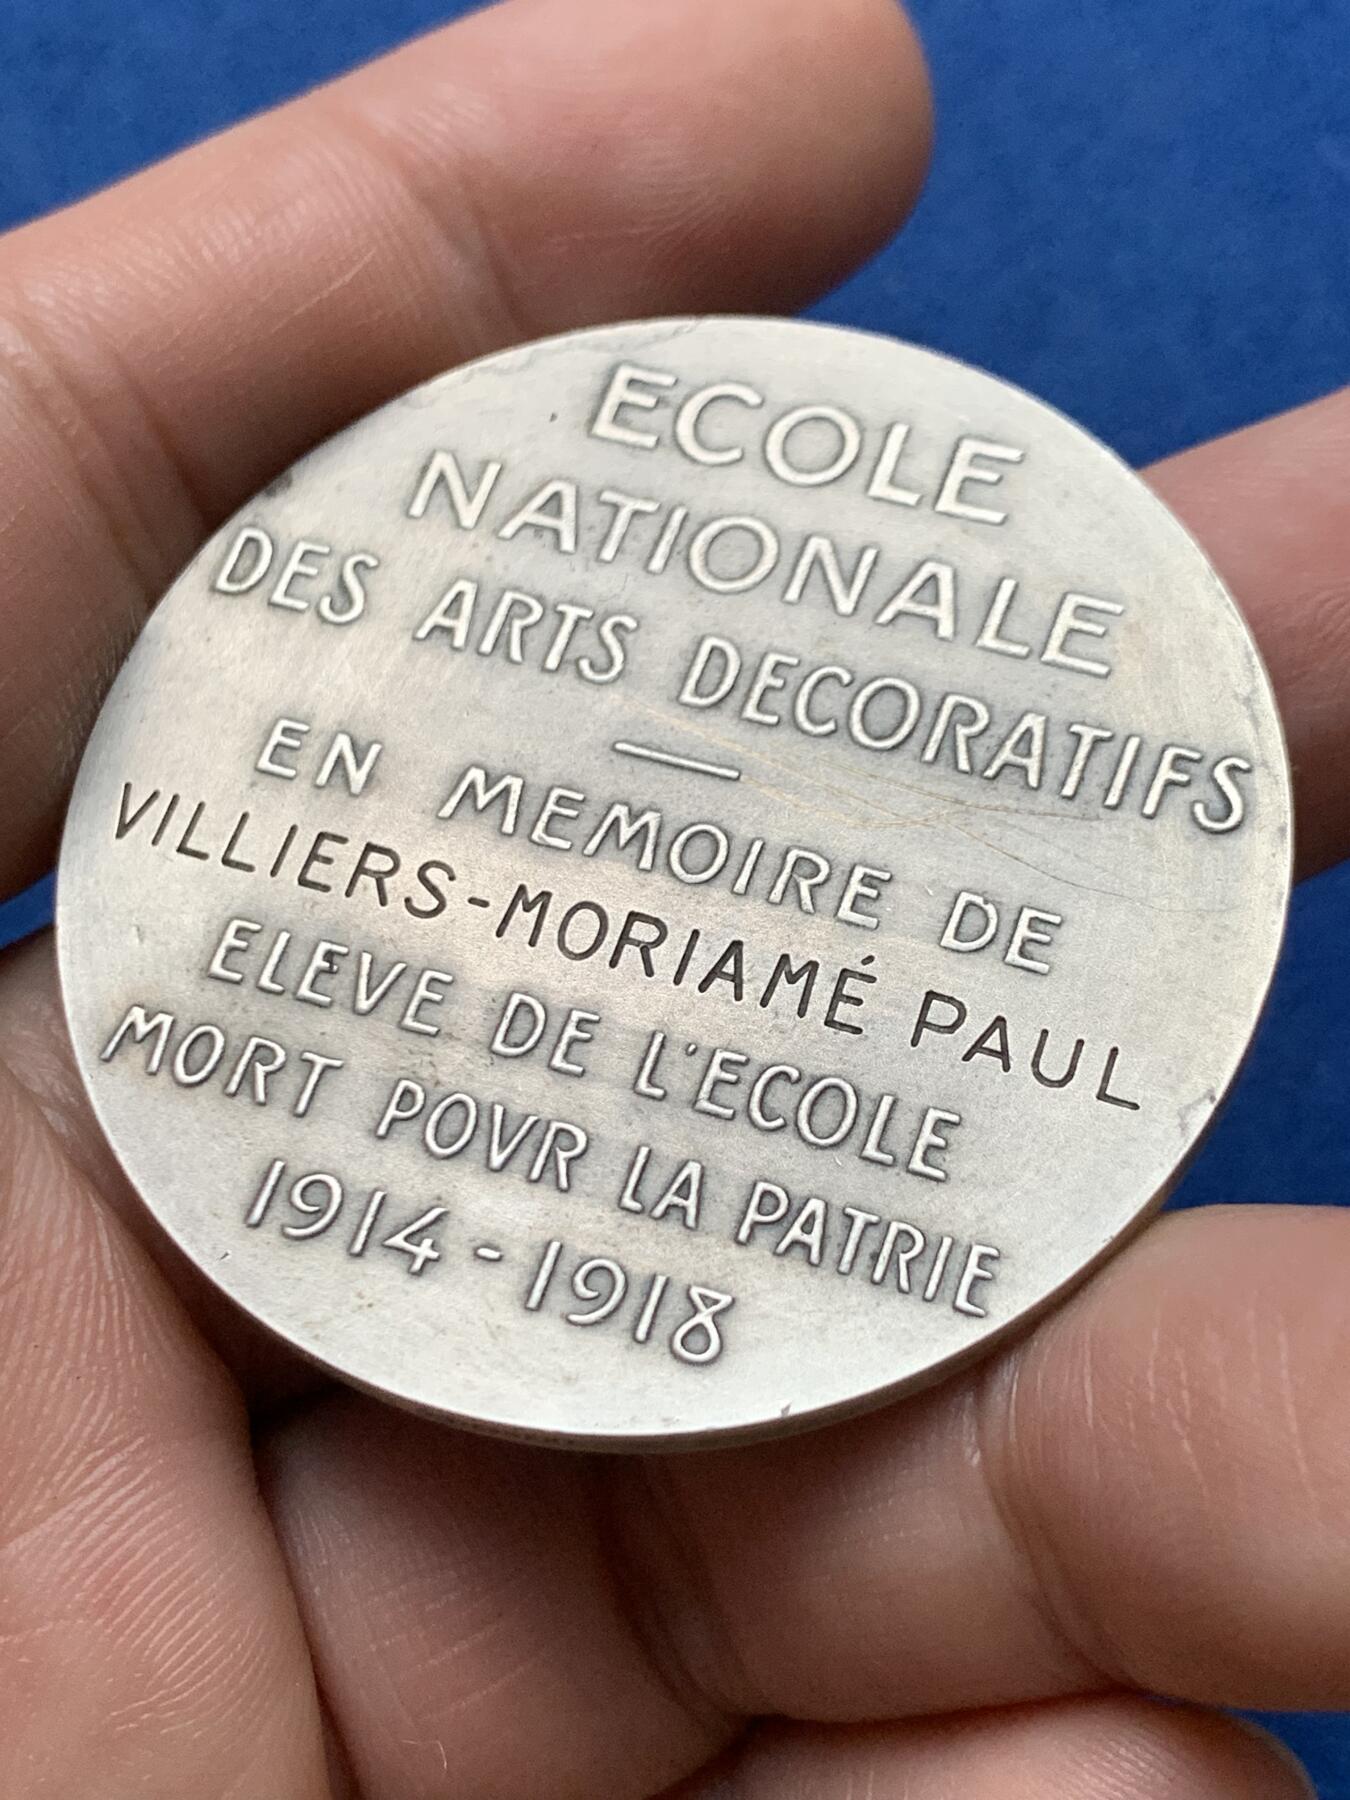 ECOLE
NATIONALE
DES ARTS DECORATIFS
EN MEMOIRE DE
VILLIERS-MORIAMÉ PAUL
ELEVE DE L'ECOLE
MORT POVR LA PATRIE
1914-1918